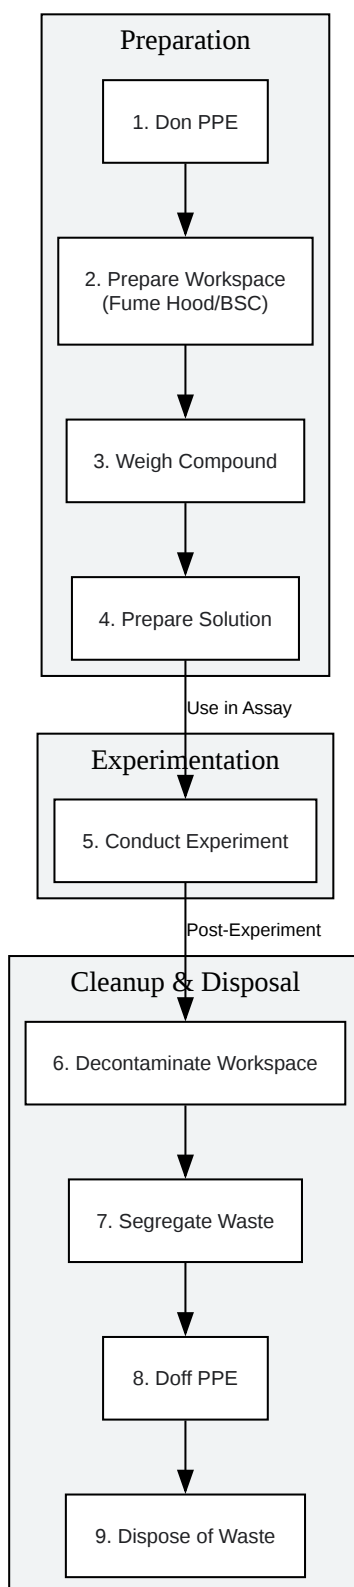 Preparation
1. Don PPE
2. Prepare Workspace
(Fume Hood/BSC)
3. Weigh Compound
4. Prepare Solution
Use in Assay
Experimentation
5. Conduct Experiment
Post-Experiment
Cleanup & Disposal
6. Decontaminate Workspace
7. Segregate Waste
8. Doff PPE
9. Dispose of Waste